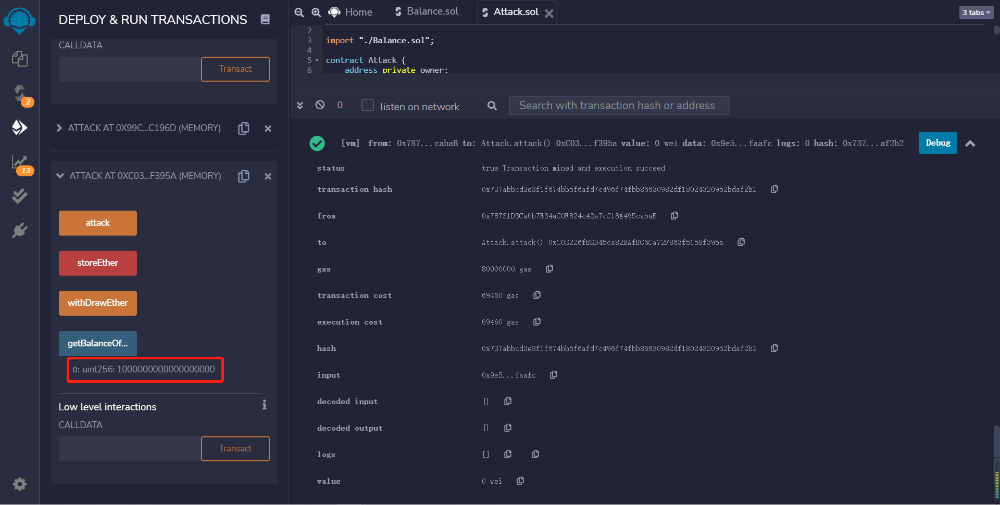 DEPLOY & RUN TRANSACTIONS
CALLDATA
Transact
ATTACK AT 0X99C...C196D (MEMORY)
ATTACK AT 0XC03...F395A (MEMORY)
attack
storeEther
withDrawEther
getBalanceOf...
0: uint256: 1000000000000000000
Low level interactions
CALLDATA
Transact
2
13
Home
Balance.sol
Attack.sol
3 tabs
2
3 import "./Balance.sol";
4
5 contract Attack {
6 address private owner;
0
listen on network
Search with transaction hash or address
[vm] from: 0x787...cabaB to: Attack.attack() 0xC03...f395a value: 0 wei data: 0x9e5...faafc logs: 0 hash: 0x737...af2b2
Debug
status true Transaction mined and execution succeed
transaction hash 0x737abbcd3e3f1f674bb5f6afd7c496f74fbb86630982df18024320952bdaf2b2
from 0x78731D3Ca6b7E34aC0F824c42a7cC18A495cabaB
to Attack.attack() 0xC03226fEBD45ca82BAfEC6Ca72F863f5158f395a
gas 80000000 gas
transaction cost 69460 gas
execution cost 69460 gas
hash 0x737abbcd3e3f1f674bb5f6afd7c496f74fbb86630982df18024320952bdaf2b2
input 0x9e5...faafc
decoded input {}
decoded output {}
logs []
value 0 wei